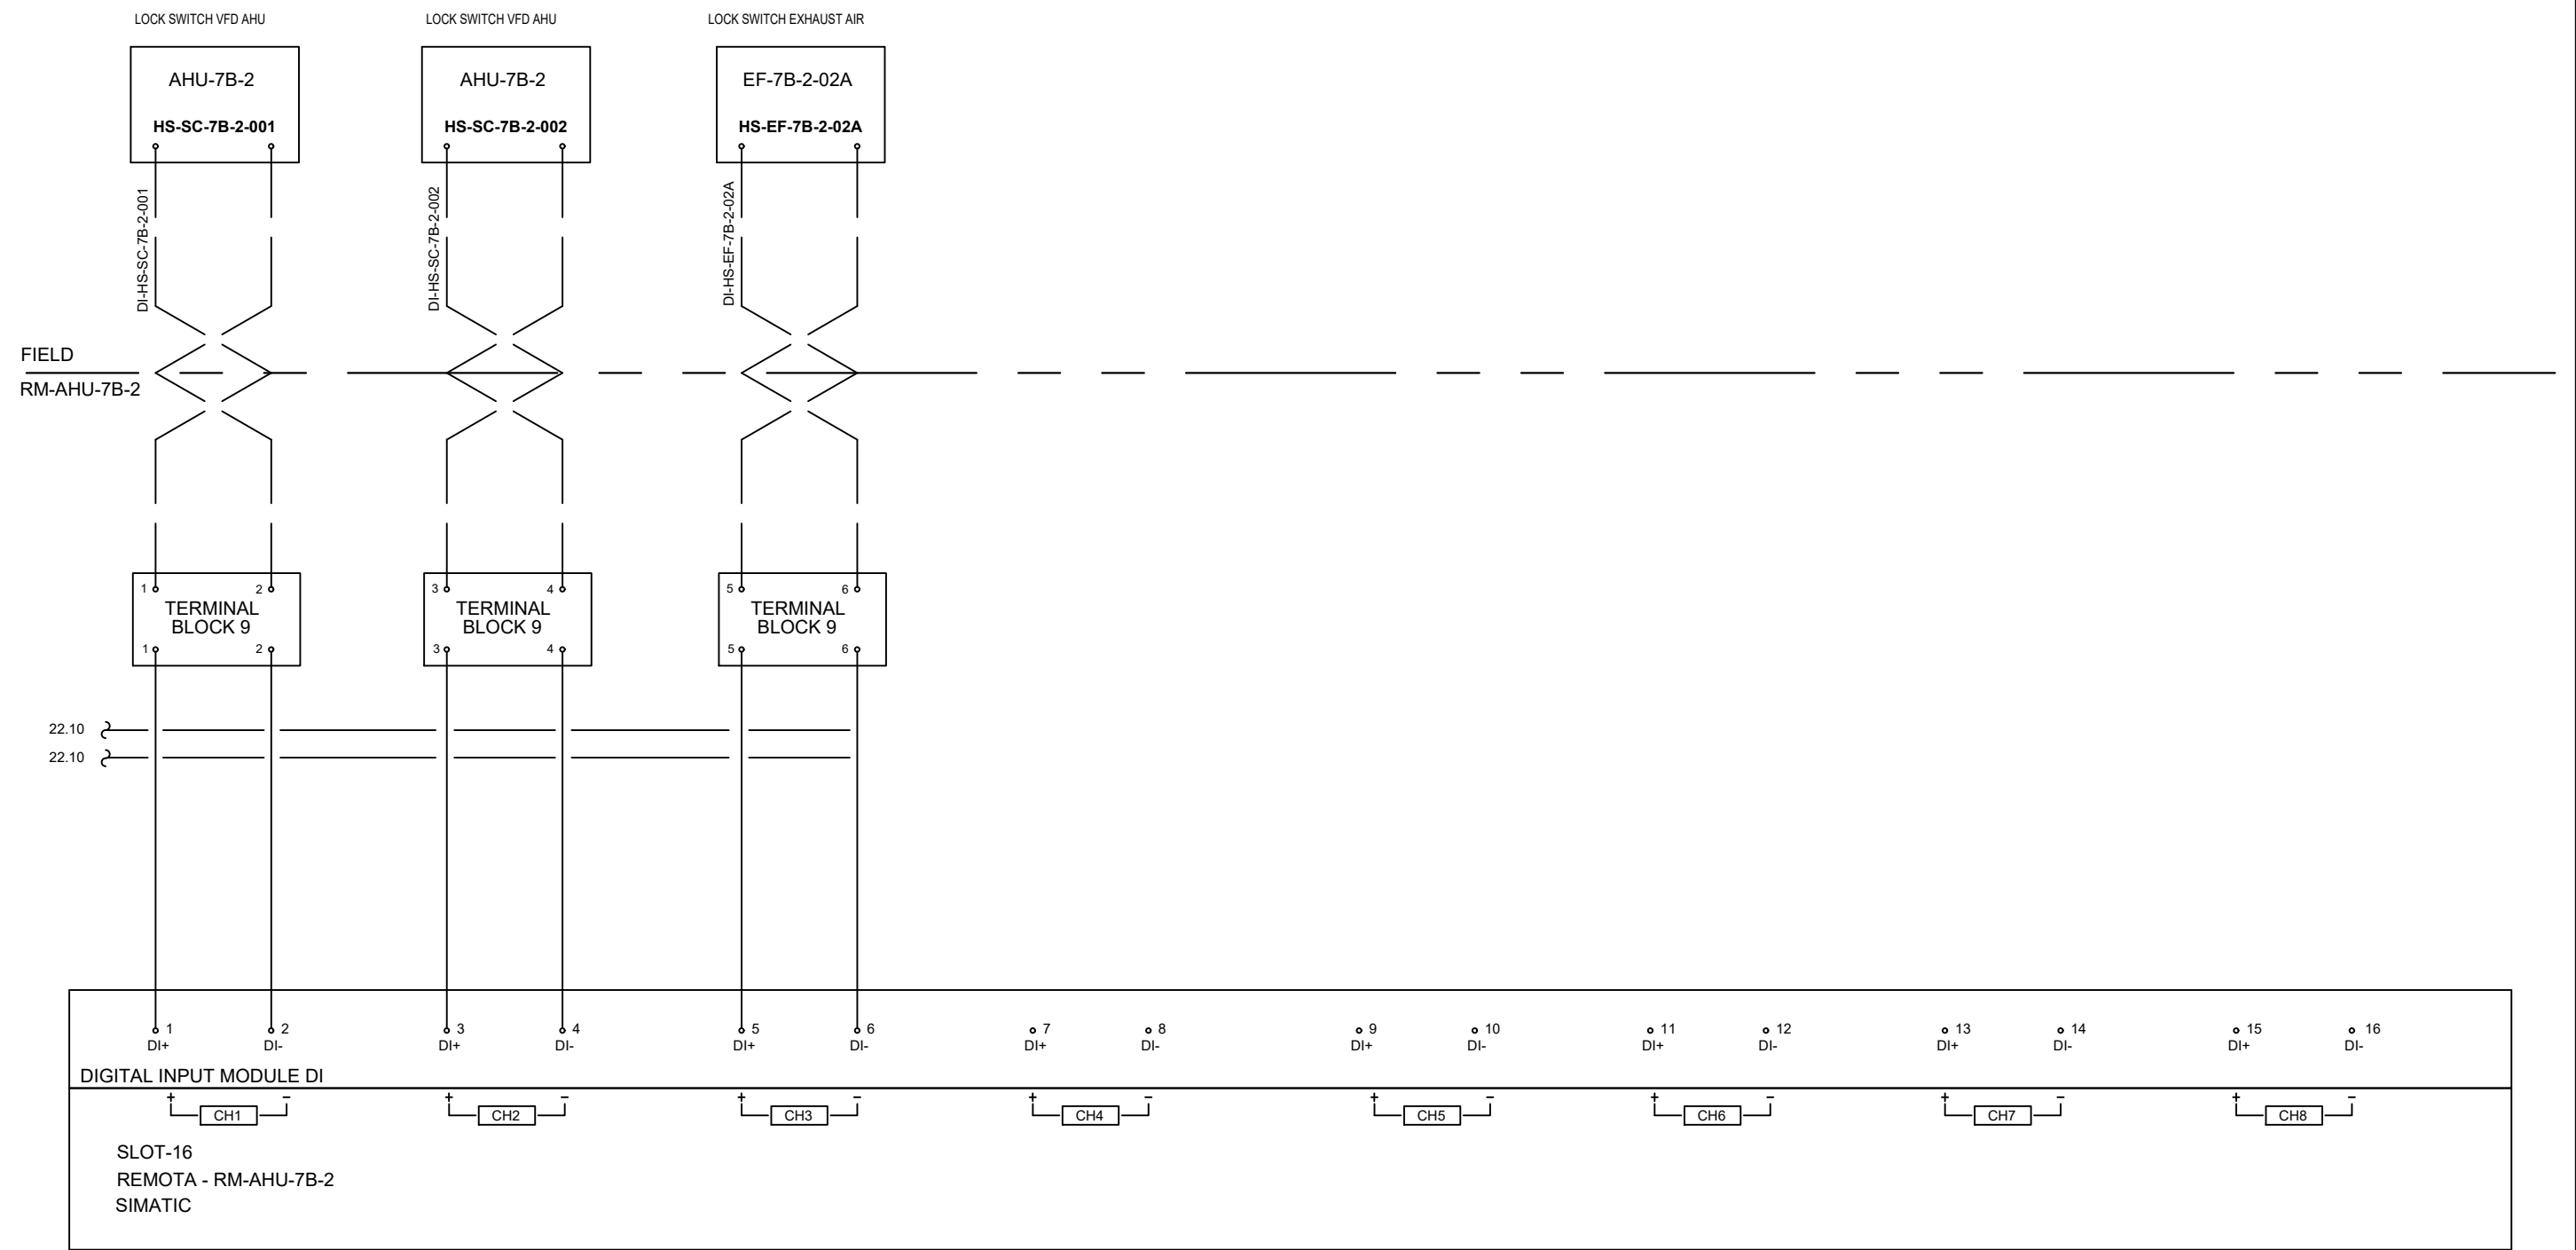 LOCK SWITCH VFD AHU
LOCK SWITCH VFD AHU
LOCK SWITCH EXHAUST AIR
AHU-7B-2
AHU-7B-2
EF-7B-2-02A
HS-SC-7B-2-001
HS-SC-7B-2-002
HS-EF-7B-2-02A
DI-HS-SC-7B-2-001
DI-HS-SC-7B-2-002
DI-HS-EF-7B-2-02A
FIELD
RM-AHU-7B-2
1 2
3 4
5 6
TERMINAL
BLOCK 9
TERMINAL
BLOCK 9
TERMINAL
BLOCK 9
1 2
3 4
5 6
22.10
22.10
1 2 3 4 5 6 7 8 9 10 11 12 13 14 15 16
DI+ DI- DI+ DI- DI+ DI- DI+ DI- DI+ DI- DI+ DI- DI+ DI- DI+ DI-
DIGITAL INPUT MODULE DI
+ - + - + - + - + - + - + - + -
CH1 CH2 CH3 CH4 CH5 CH6 CH7 CH8
SLOT-16
REMOTA - RM-AHU-7B-2
SIMATIC